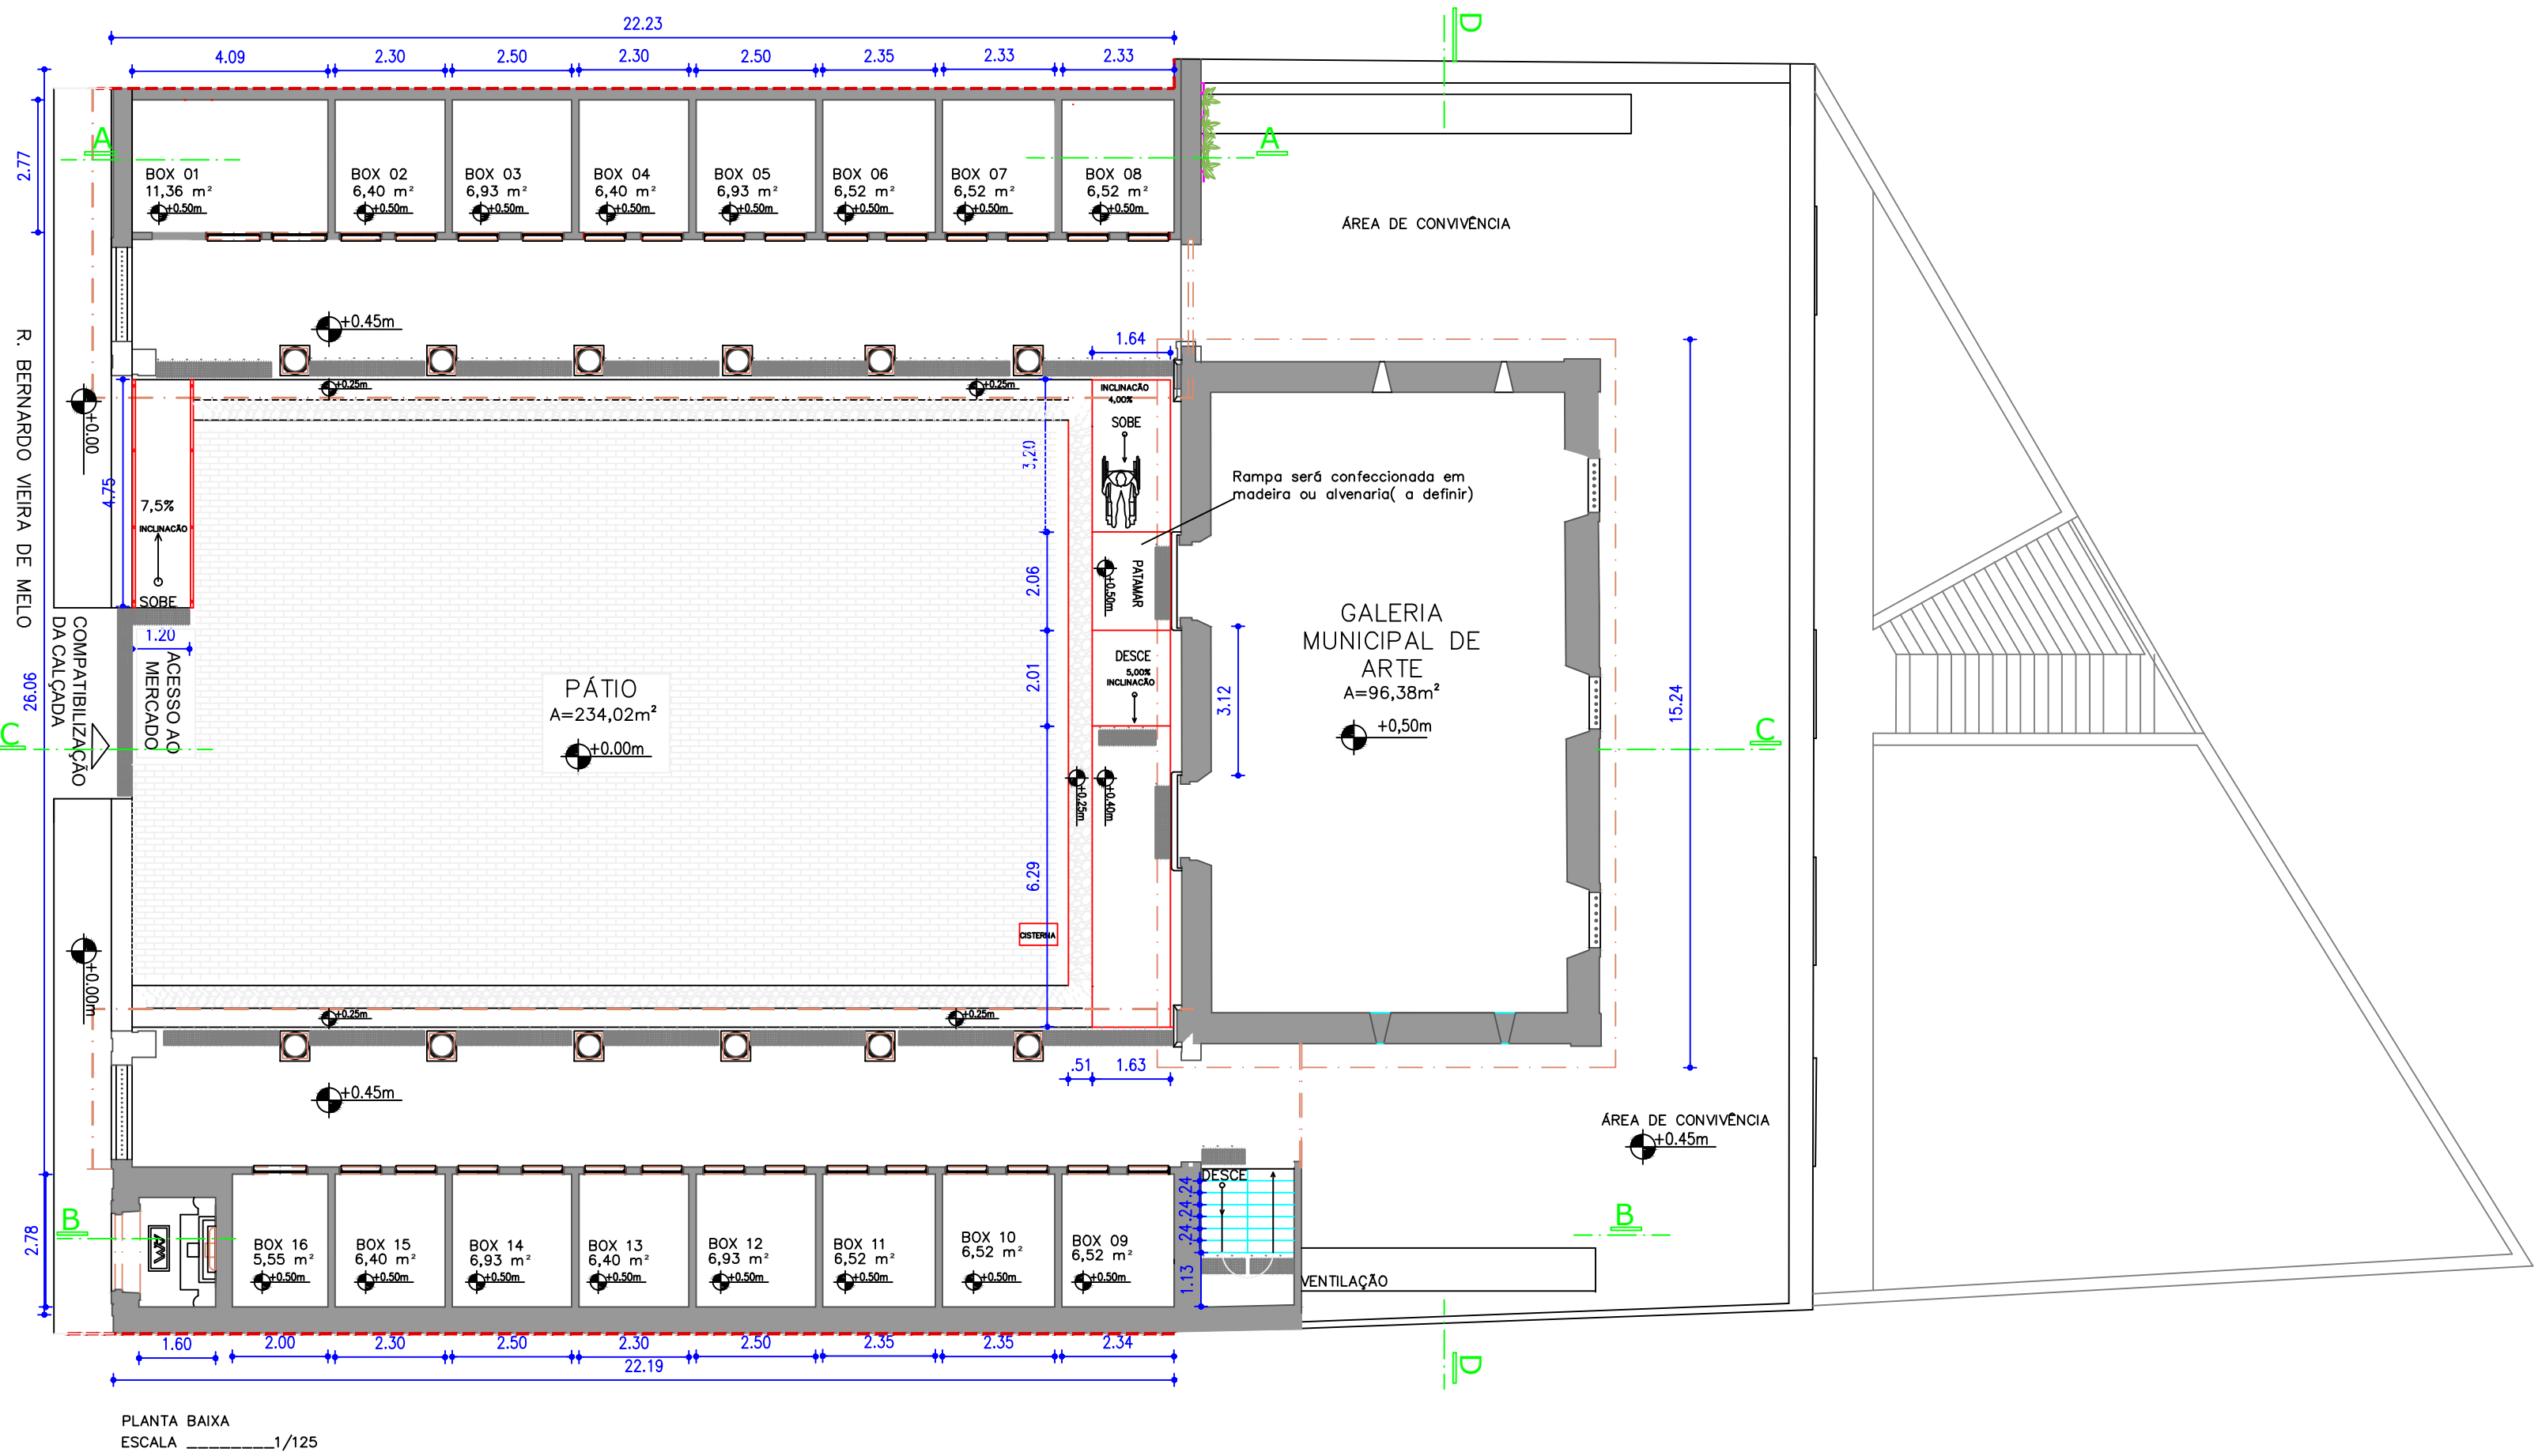 22.23
4.09 2.30 2.50 2.30 2.50 2.35 2.33 2.33
D
2.77
A
A
BOX 01
11,36 m²
+0.50m
BOX 02
6,40 m²
+0.50m
BOX 03
6,93 m²
+0.50m
BOX 04
6,40 m²
+0.50m
BOX 05
6,93 m²
+0.50m
BOX 06
6,52 m²
+0.50m
BOX 07
6,52 m²
+0.50m
BOX 08
6,52 m²
+0.50m
ÁREA DE CONVIVÊNCIA
+0.45m
1.64
+0.25m
+0.25m
R. BERNARDO VIEIRA DE MELO
26.06
+0.00
4.75
7,5%
INCLINACÃO
SOBE
1.20
INCLINACÃO
4,00%
SOBE
3,20
Rampa será confeccionada em
madeira ou alvenaria( a definir)
2.06
+0.50m
PATAMAR
2.01
DESCE
5,00%
INCLINACÃO
3.12
GALERIA
MUNICIPAL DE
ARTE
A=96,38m²
+0,50m
15.24
COMPATIBILIZAÇÃO
DA CALÇADA
ACESSO AO
MERCADO
C
C
PÁTIO
A=234,02m²
+0.00m
+0.25m
+0.40m
6.29
CISTERNA
+0.00m
+0.25m
+0.25m
+0.45m
.51
1.63
ÁREA DE CONVIVÊNCIA
+0.45m
DESCE
.24.24.24.24
1.13
VENTILAÇÃO
2.78
B
B
BOX 16
5,55 m²
+0.50m
BOX 15
6,40 m²
+0.50m
BOX 14
6,93 m²
+0.50m
BOX 13
6,40 m²
+0.50m
BOX 12
6,93 m²
+0.50m
BOX 11
6,52 m²
+0.50m
BOX 10
6,52 m²
+0.50m
BOX 09
6,52 m²
+0.50m
1.60 2.00 2.30 2.50 2.30 2.50 2.35 2.35 2.34
22.19
D
PLANTA BAIXA
ESCALA ________1/125